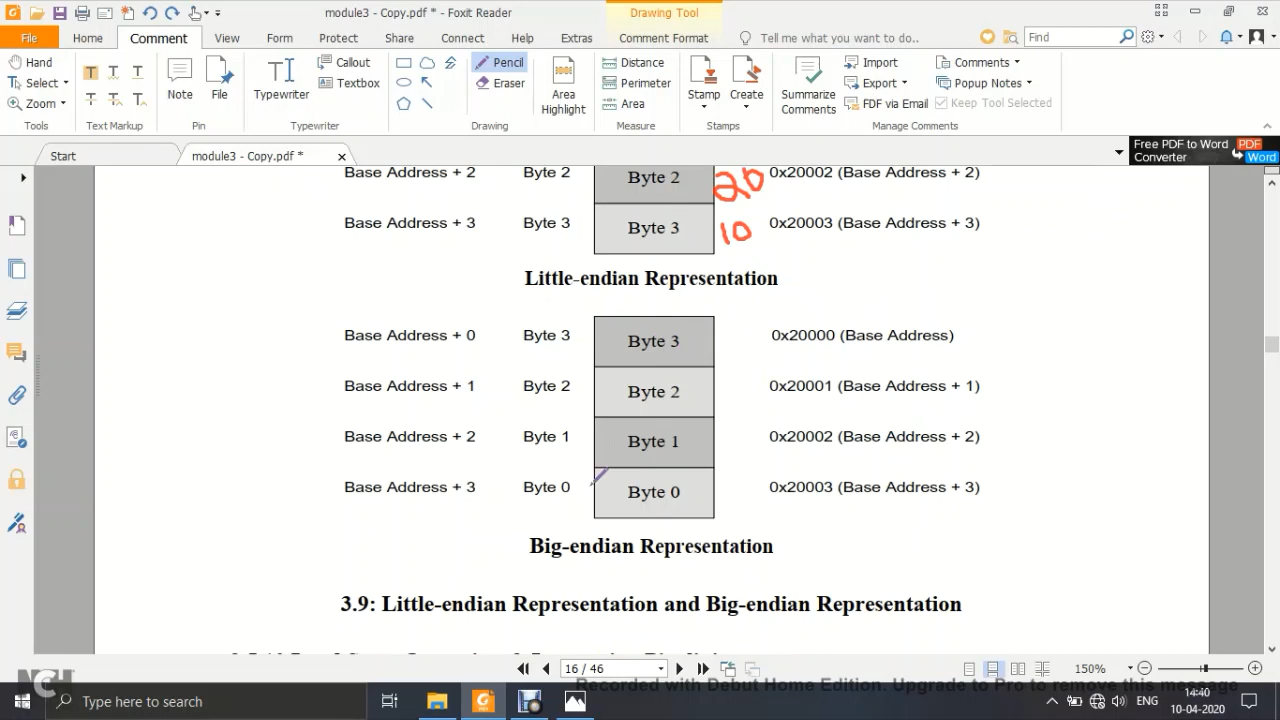 module3 - Copy.pdf * - Foxit Reader
Drawing Tool
File Home Comment View Form Protect Share Connect Help Extras Comment Format Tell me what you want to do... Find
Hand Select Zoom
Tools
T T T T T T
Text Markup
Note File
Pin
Typewriter Callout Textbox
Typewriter
Pencil Eraser Area Highlight
Drawing
Distance Perimeter Area
Measure
Stamp Create
Stamps
Summarize Comments Import Export FDF via Email Comments Popup Notes Keep Tool Selected
Manage Comments
Start module3 - Copy.pdf *
Free PDF to Word Converter PDF Word
Base Address + 2 Byte 2 Byte 2 20 0x20002 (Base Address + 2)
Base Address + 3 Byte 3 Byte 3 10 0x20003 (Base Address + 3)
Little-endian Representation
Base Address + 0 Byte 3 Byte 3 0x20000 (Base Address)
Base Address + 1 Byte 2 Byte 2 0x20001 (Base Address + 1)
Base Address + 2 Byte 1 Byte 1 0x20002 (Base Address + 2)
Base Address + 3 Byte 0 Byte 0 0x20003 (Base Address + 3)
Big-endian Representation
3.9: Little-endian Representation and Big-endian Representation
16 / 46 150%
NCH Recorded with Debut Home Edition. Upgrade to Pro to remove this message
Type here to search ENG 14:40
10-04-2020